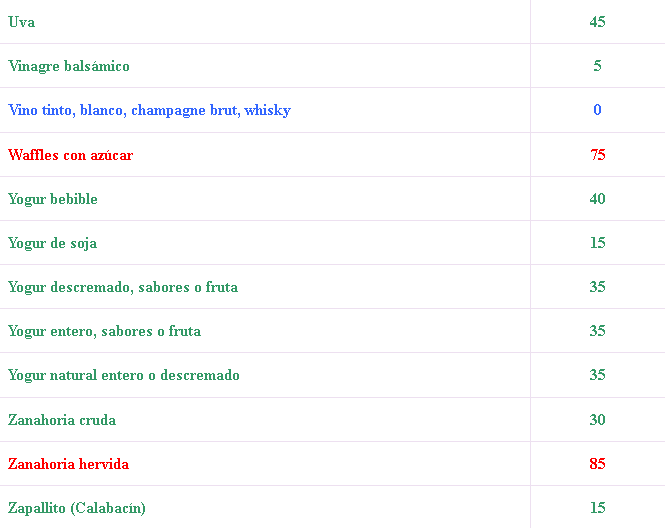 Uva 45
Vinagre balsámico 5
Vino tinto, blanco, champagne brut, whisky 0
Waffles con azúcar 75
Yogur bebible 40
Yogur de soja 15
Yogur descremado, sabores o fruta 35
Yogur entero, sabores o fruta 35
Yogur natural entero o descremado 35
Zanahoria cruda 30
Zanahoria hervida 85
Zapallito (Calabacín) 15